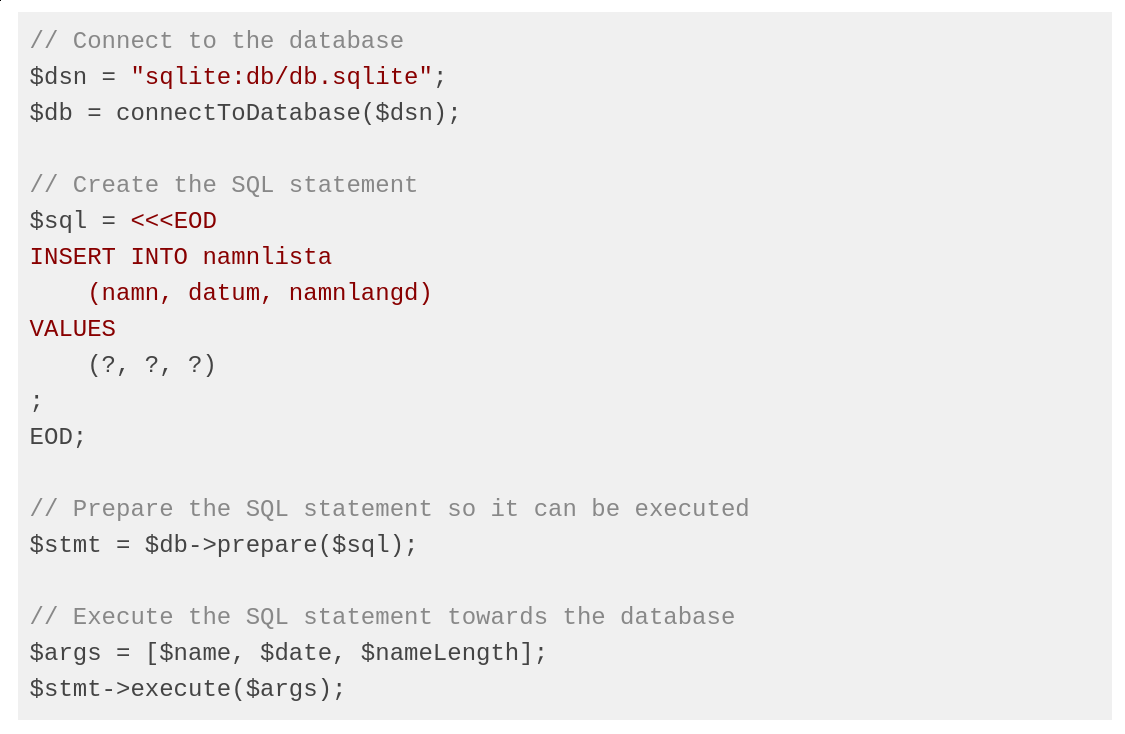 // Connect to the database
$dsn = "sqlite:db/db.sqlite";
$db = connectToDatabase($dsn);

// Create the SQL statement
$sql = <<<EOD
INSERT INTO namnlista
    (namn, datum, namnlangd)
VALUES
    (?, ?, ?)
;
EOD;

// Prepare the SQL statement so it can be executed
$stmt = $db->prepare($sql);

// Execute the SQL statement towards the database
$args = [$name, $date, $nameLength];
$stmt->execute($args);